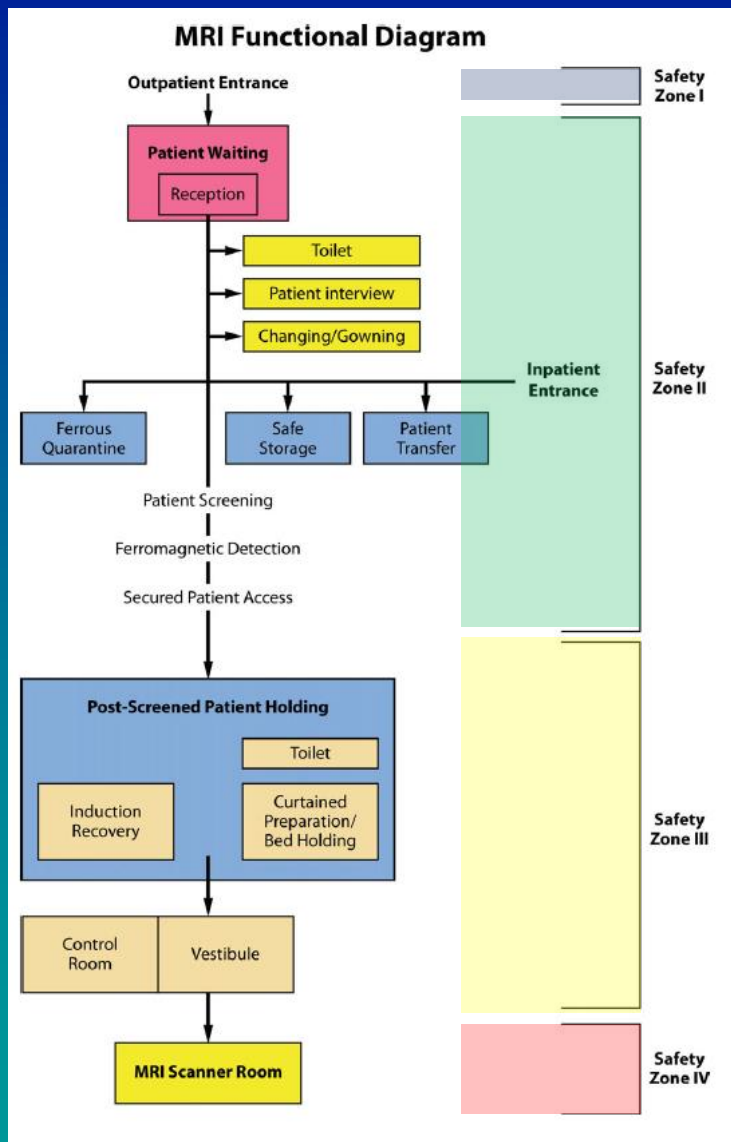 MRI Functional Diagram
Outpatient Entrance
Safety
Zone I
Patient Waiting
Reception
Toilet
Patient interview
Changing/Gowning
Inpatient
Entrance
Safety
Zone II
Ferrous
Quarantine
Safe
Storage
Patient
Transfer
Patient Screening
Ferromagnetic Detection
Secured Patient Access
Post-Screened Patient Holding
Toilet
Induction
Recovery
Curtained
Preparation/
Bed Holding
Safety
Zone III
Control
Room
Vestibule
MRI Scanner Room
Safety
Zone IV